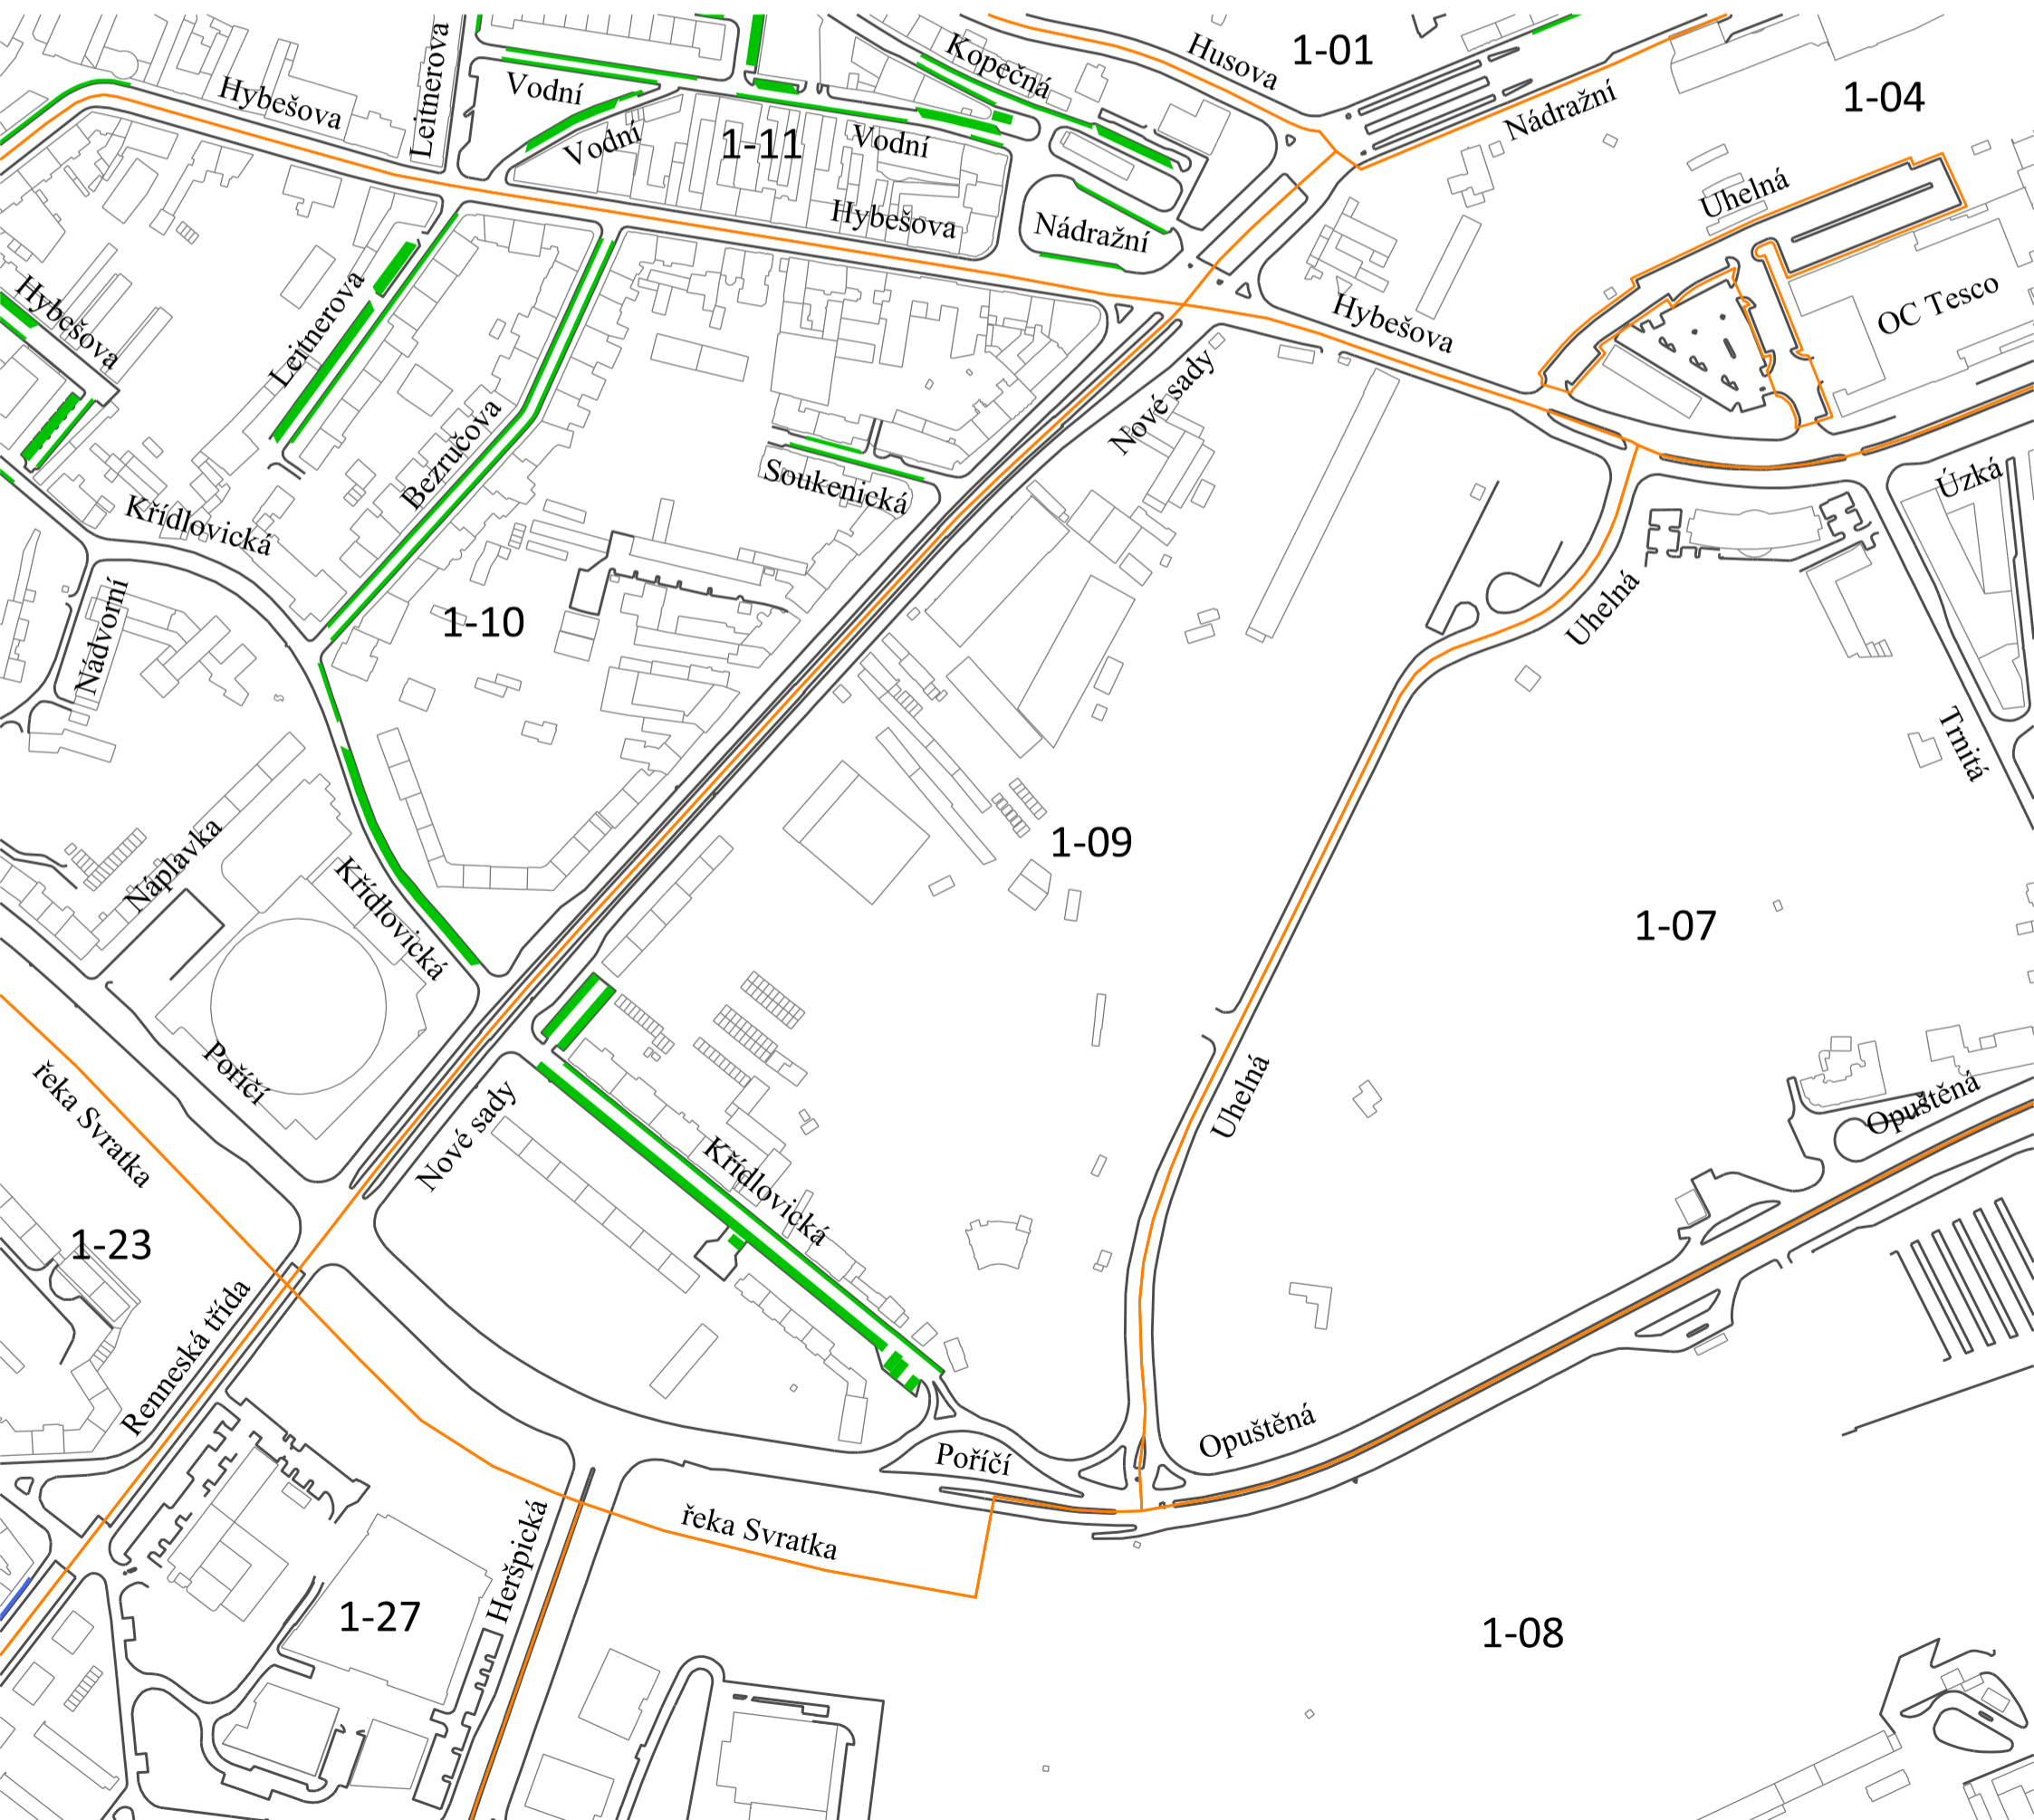 Leitnerova
Husova
1-01
Kopečná
Hybešova
Vodní
Nádražní
1-04
Vodní
1-11
Vodní
Uhelná
Hybešova
Nádražní
OC Tesco
Hybešova
Leitnerova
Hybešova
Nové sady
Bezručova
Soukenická
Úzká
Křídlovická
Uhelná
1-10
Nádvorní
Trnitá
Náplavka
1-09
Křídlovická
1-07
Poříčí
řeka Svratka
Uhelná
Opuštěná
Nové sady
Křídlovická
1-23
Renneská třída
Opuštěná
Poříčí
řeka Svratka
Heršpická
1-27
1-08